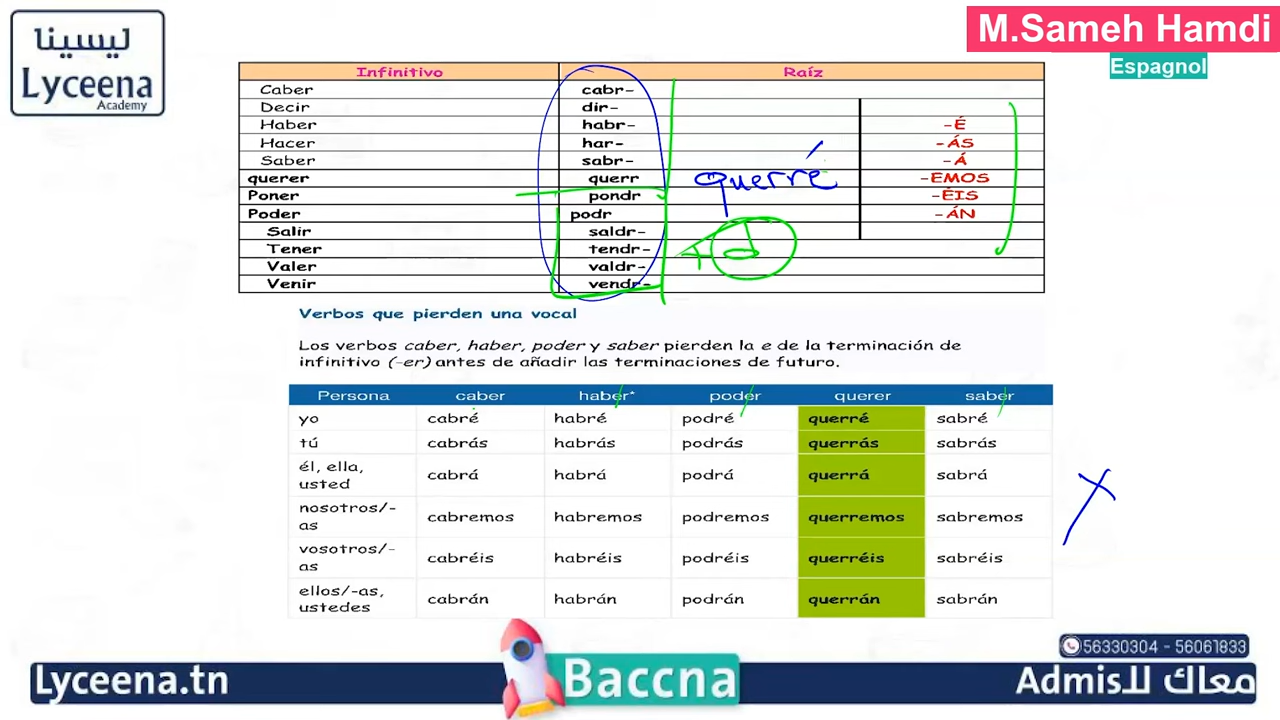 ليسينا
Lyceena
Academy
M.Sameh Hamdi
Espagnol
Infinitivo Raíz
Caber cabr-
Decir dir-
Haber habr- -É
Hacer har- -ÁS
Saber sabr- -Á
querer querr querré -EMOS
Poner pondr -ÉIS
Poder podr -ÁN
Salir saldr-
Tener tendr- + d
Valer valdr-
Venir vendr-
Verbos que pierden una vocal
Los verbos caber, haber, poder y saber pierden la e de la terminación de
infinitivo (-er) antes de añadir las terminaciones de futuro.
Persona caber haber* poder querer saber
yo cabré habré podré querré sabré
tú cabrás habrás podrás querrás sabrás
él, ella,
usted cabrá habrá podrá querrá sabrá
nosotros/-
as cabremos habremos podremos querremos sabremos
vosotros/-
as cabréis habréis podréis querréis sabréis
ellos/-as,
ustedes cabrán habrán podrán querrán sabrán
56330304 - 56061833
Lyceena.tn Baccna Admis معاك للـ